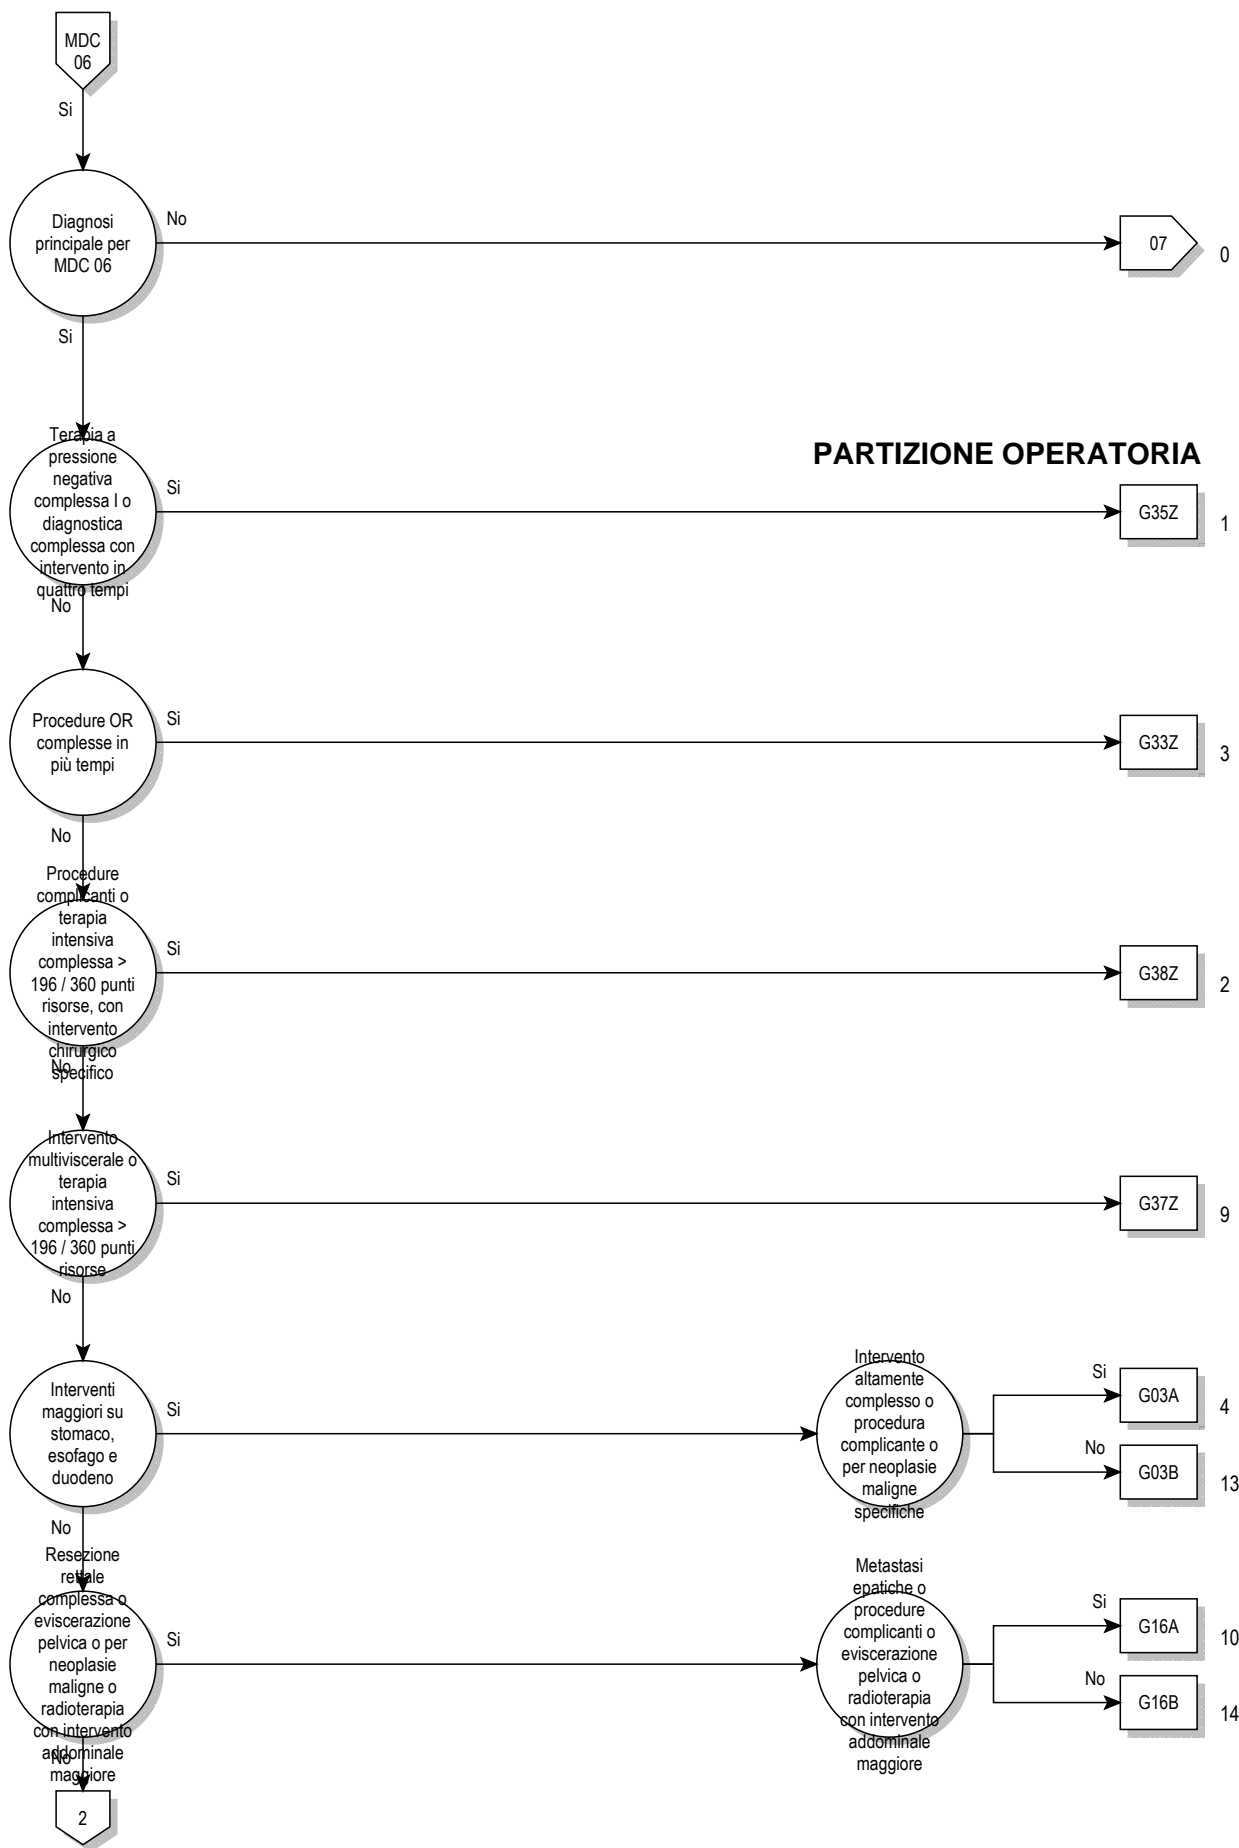 MDC
06
Si
Diagnosi
principale per
MDC 06
No
07
0
Si
PARTIZIONE OPERATORIA
Terapia a
pressione
negativa
complessa I o
diagnostica
complessa con
intervento in
quattro tempi
Si
G35Z
1
No
Procedure OR
complesse in
più tempi
Si
G33Z
3
No
Procedure
complicanti o
terapia
intensiva
complessa >
196 / 360 punti
risorse, con
intervento
chirurgico
specifico
Si
G38Z
2
No
Intervento
multiviscerale o
terapia
intensiva
complessa >
196 / 360 punti
risorse
Si
G37Z
9
No
Interventi
maggiori su
stomaco,
esofago e
duodeno
Si
Intervento
altamente
complesso o
procedura
complicante o
per neoplasie
maligne
specifiche
Si
G03A
4
No
G03B
13
No
Resezione
rettale
complessa o
eviscerazione
pelvica o per
neoplasie
maligne o
radioterapia
con intervento
addominale
maggiore
Si
Metastasi
epatiche o
procedure
complicanti o
eviscerazione
pelvica o
radioterapia
con intervento
addominale
maggiore
Si
G16A
10
No
G16B
14
No
2